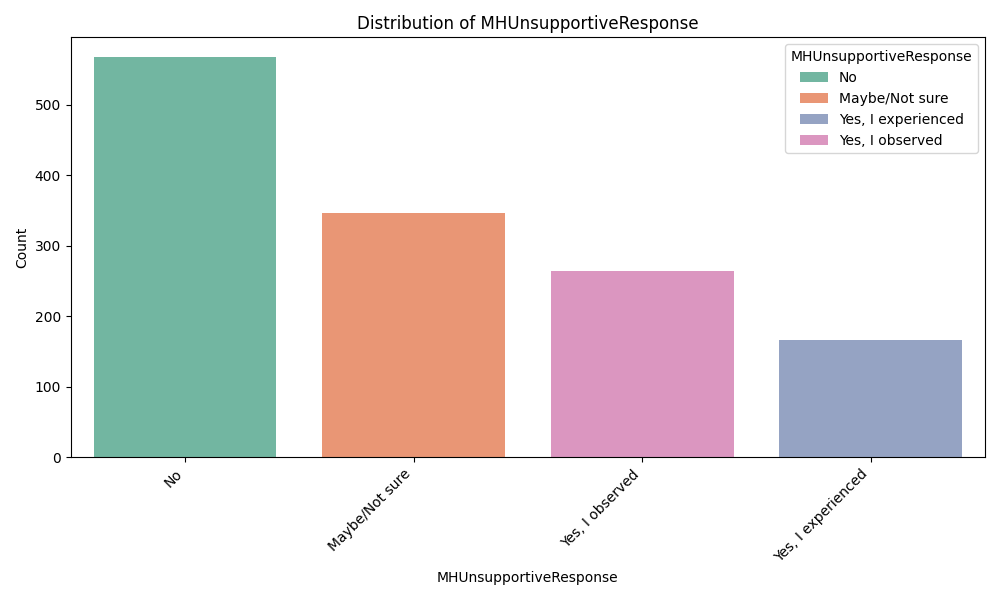 Distribution of MHUnsupportiveResponse
MHUnsupportiveResponse
No
Maybe/Not sure
Yes, I experienced
Yes, I observed
Count
500
400
300
200
100
0
No
Maybe/Not sure
Yes, I observed
Yes, I experienced
MHUnsupportiveResponse